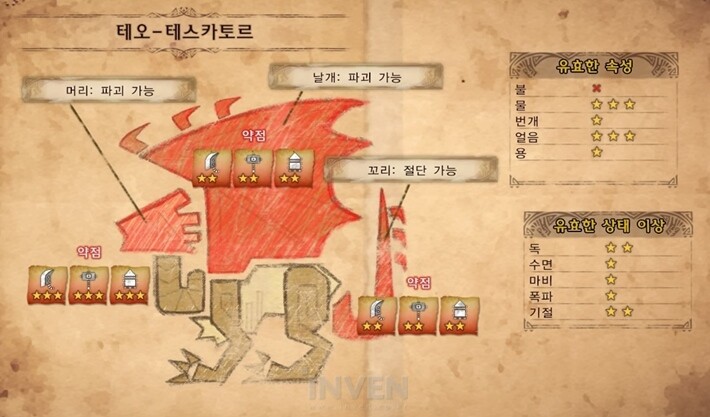 테오-테스카토르
머리: 파괴 가능
날개: 파괴 가능
꼬리: 절단 가능
약점
약점
약점
유효한 속성
불
물
번개
얼음
용
유효한 상태 이상
독
수면
마비
폭파
기절
INVEN